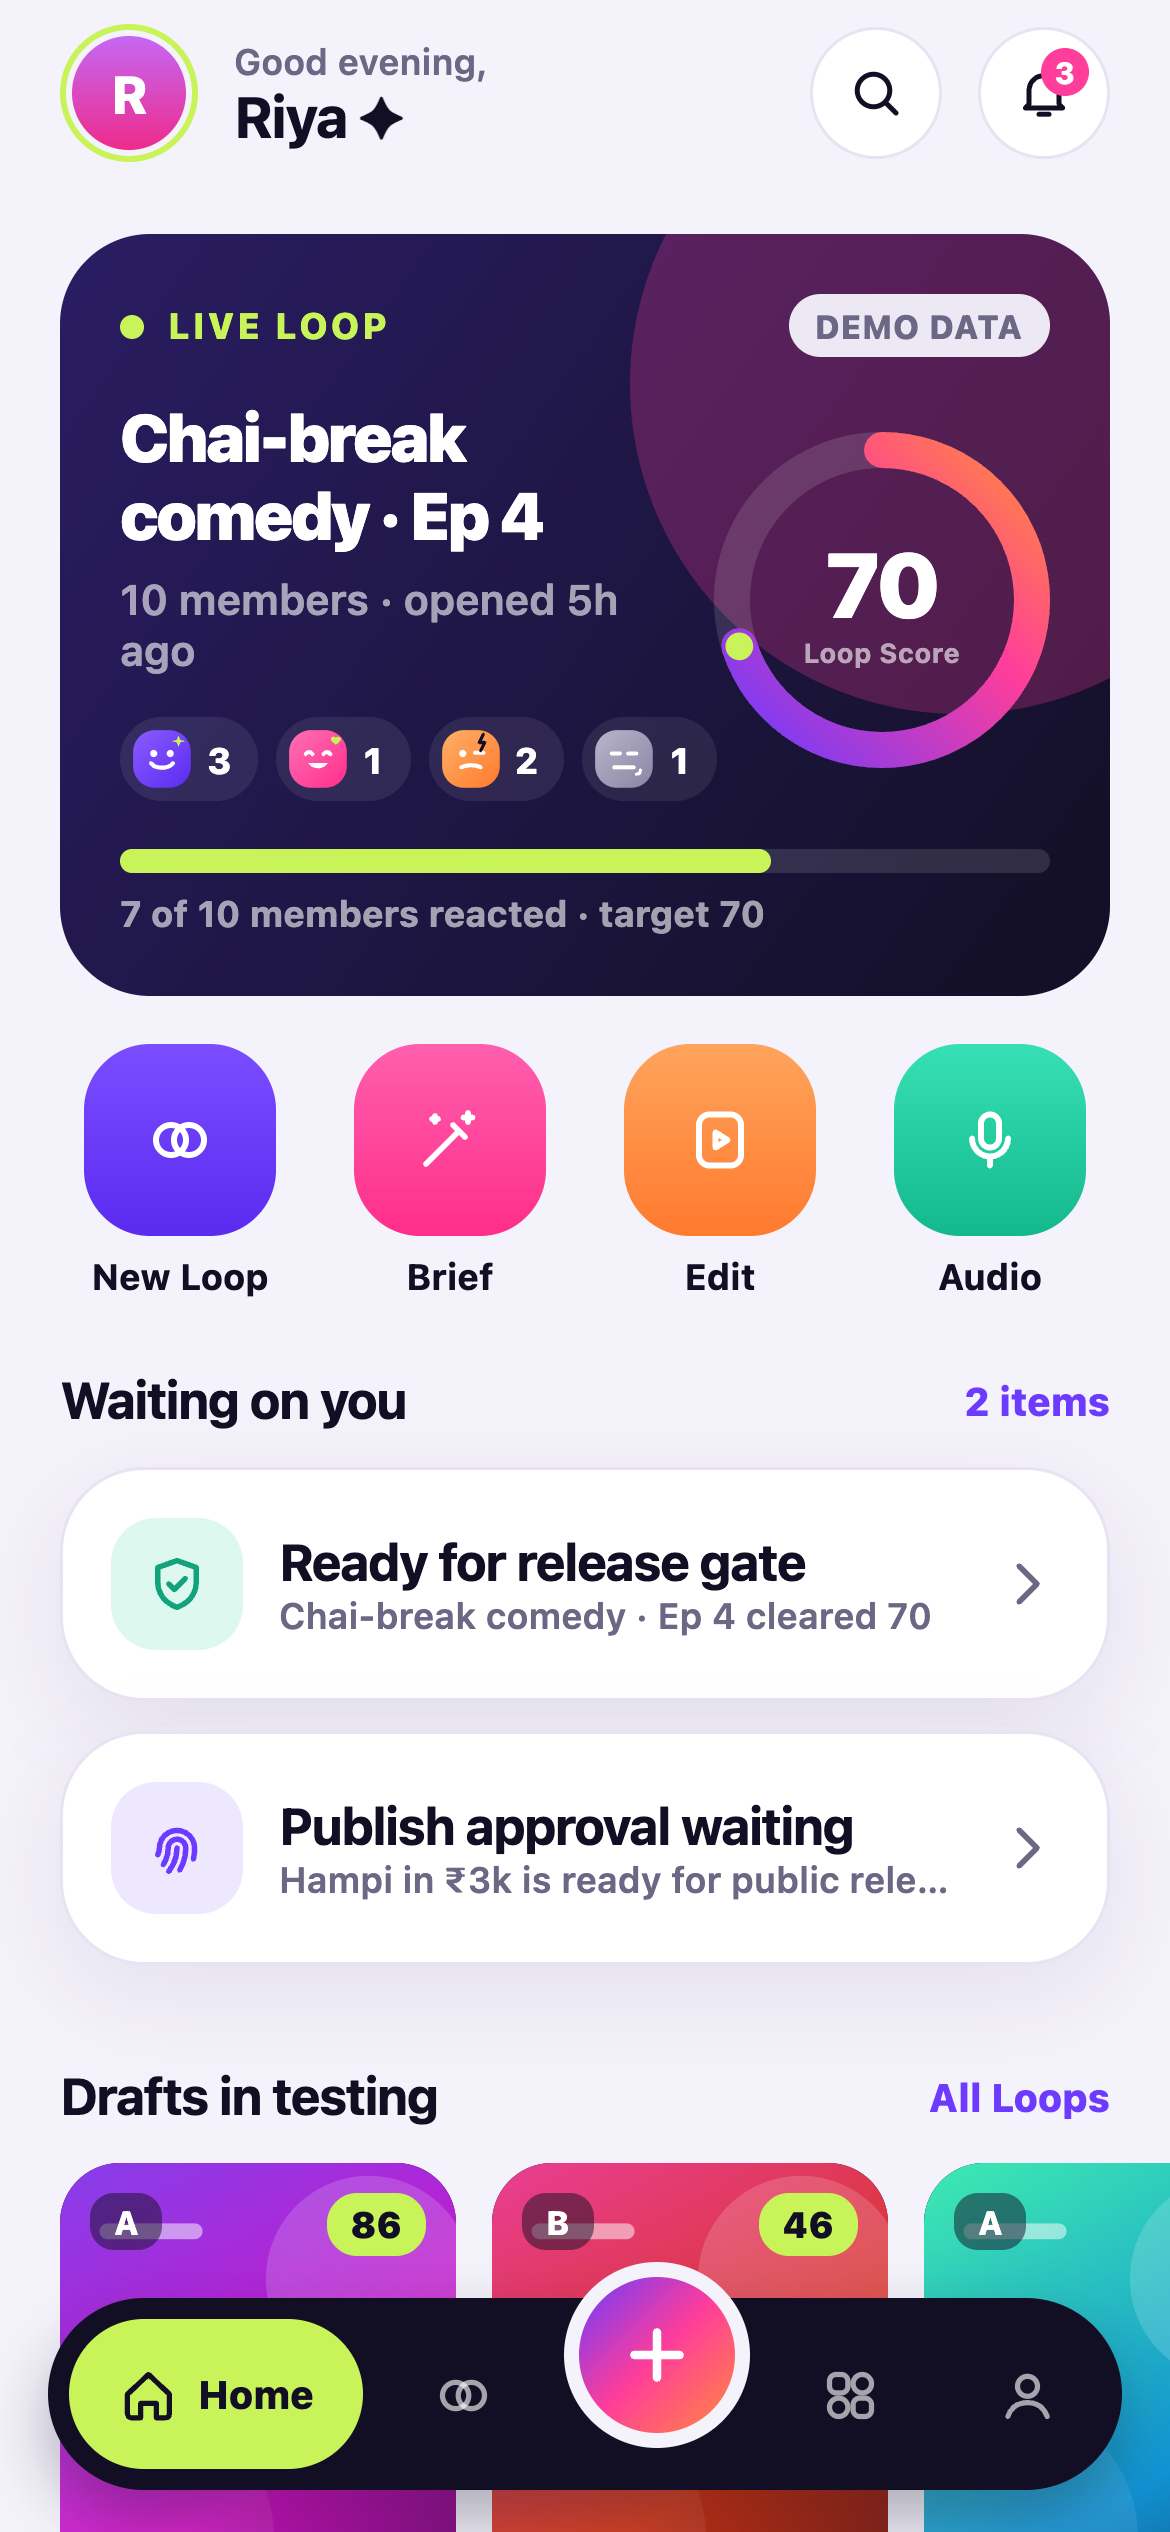 R
Good evening,
Riya
3
LIVE LOOP
DEMO DATA
Chai-break
comedy · Ep 4
10 members · opened 5h
ago
70
Loop Score
3
1
2
1
7 of 10 members reacted · target 70
New Loop
Brief
Edit
Audio
Waiting on you
2 items
Ready for release gate
Chai-break comedy · Ep 4 cleared 70
Publish approval waiting
Hampi in ₹3k is ready for public rele...
Drafts in testing
All Loops
A
86
B
46
A
Home